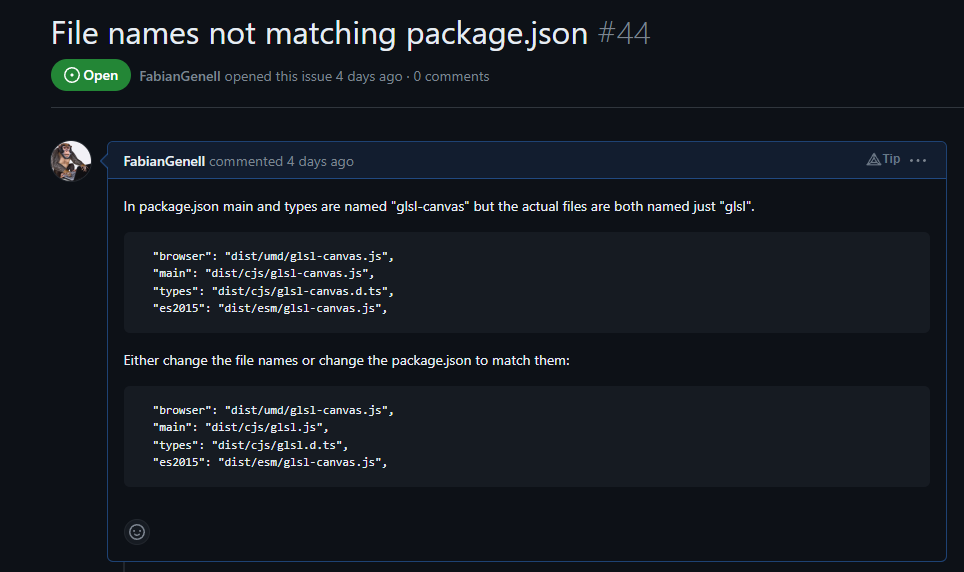 File names not matching package.json #44
Open FabianGenell opened this issue 4 days ago · 0 comments
FabianGenell commented 4 days ago Tip ...
In package.json main and types are named "glsl-canvas" but the actual files are both named just "glsl".
"browser": "dist/umd/glsl-canvas.js",
"main": "dist/cjs/glsl-canvas.js",
"types": "dist/cjs/glsl-canvas.d.ts",
"es2015": "dist/esm/glsl-canvas.js",
Either change the file names or change the package.json to match them:
"browser": "dist/umd/glsl-canvas.js",
"main": "dist/cjs/glsl.js",
"types": "dist/cjs/glsl.d.ts",
"es2015": "dist/esm/glsl-canvas.js",